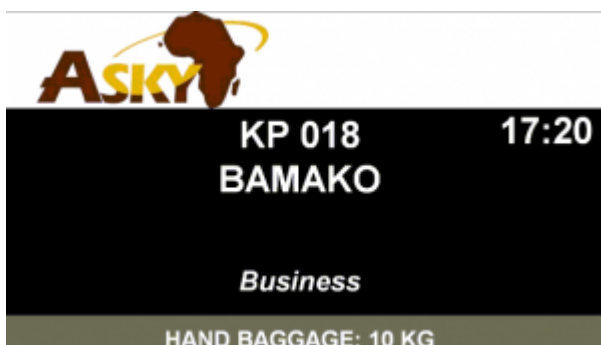 ASKY
KP 018
17:20
BAMAKO
Business
HAND BAGGAGE: 10 KG